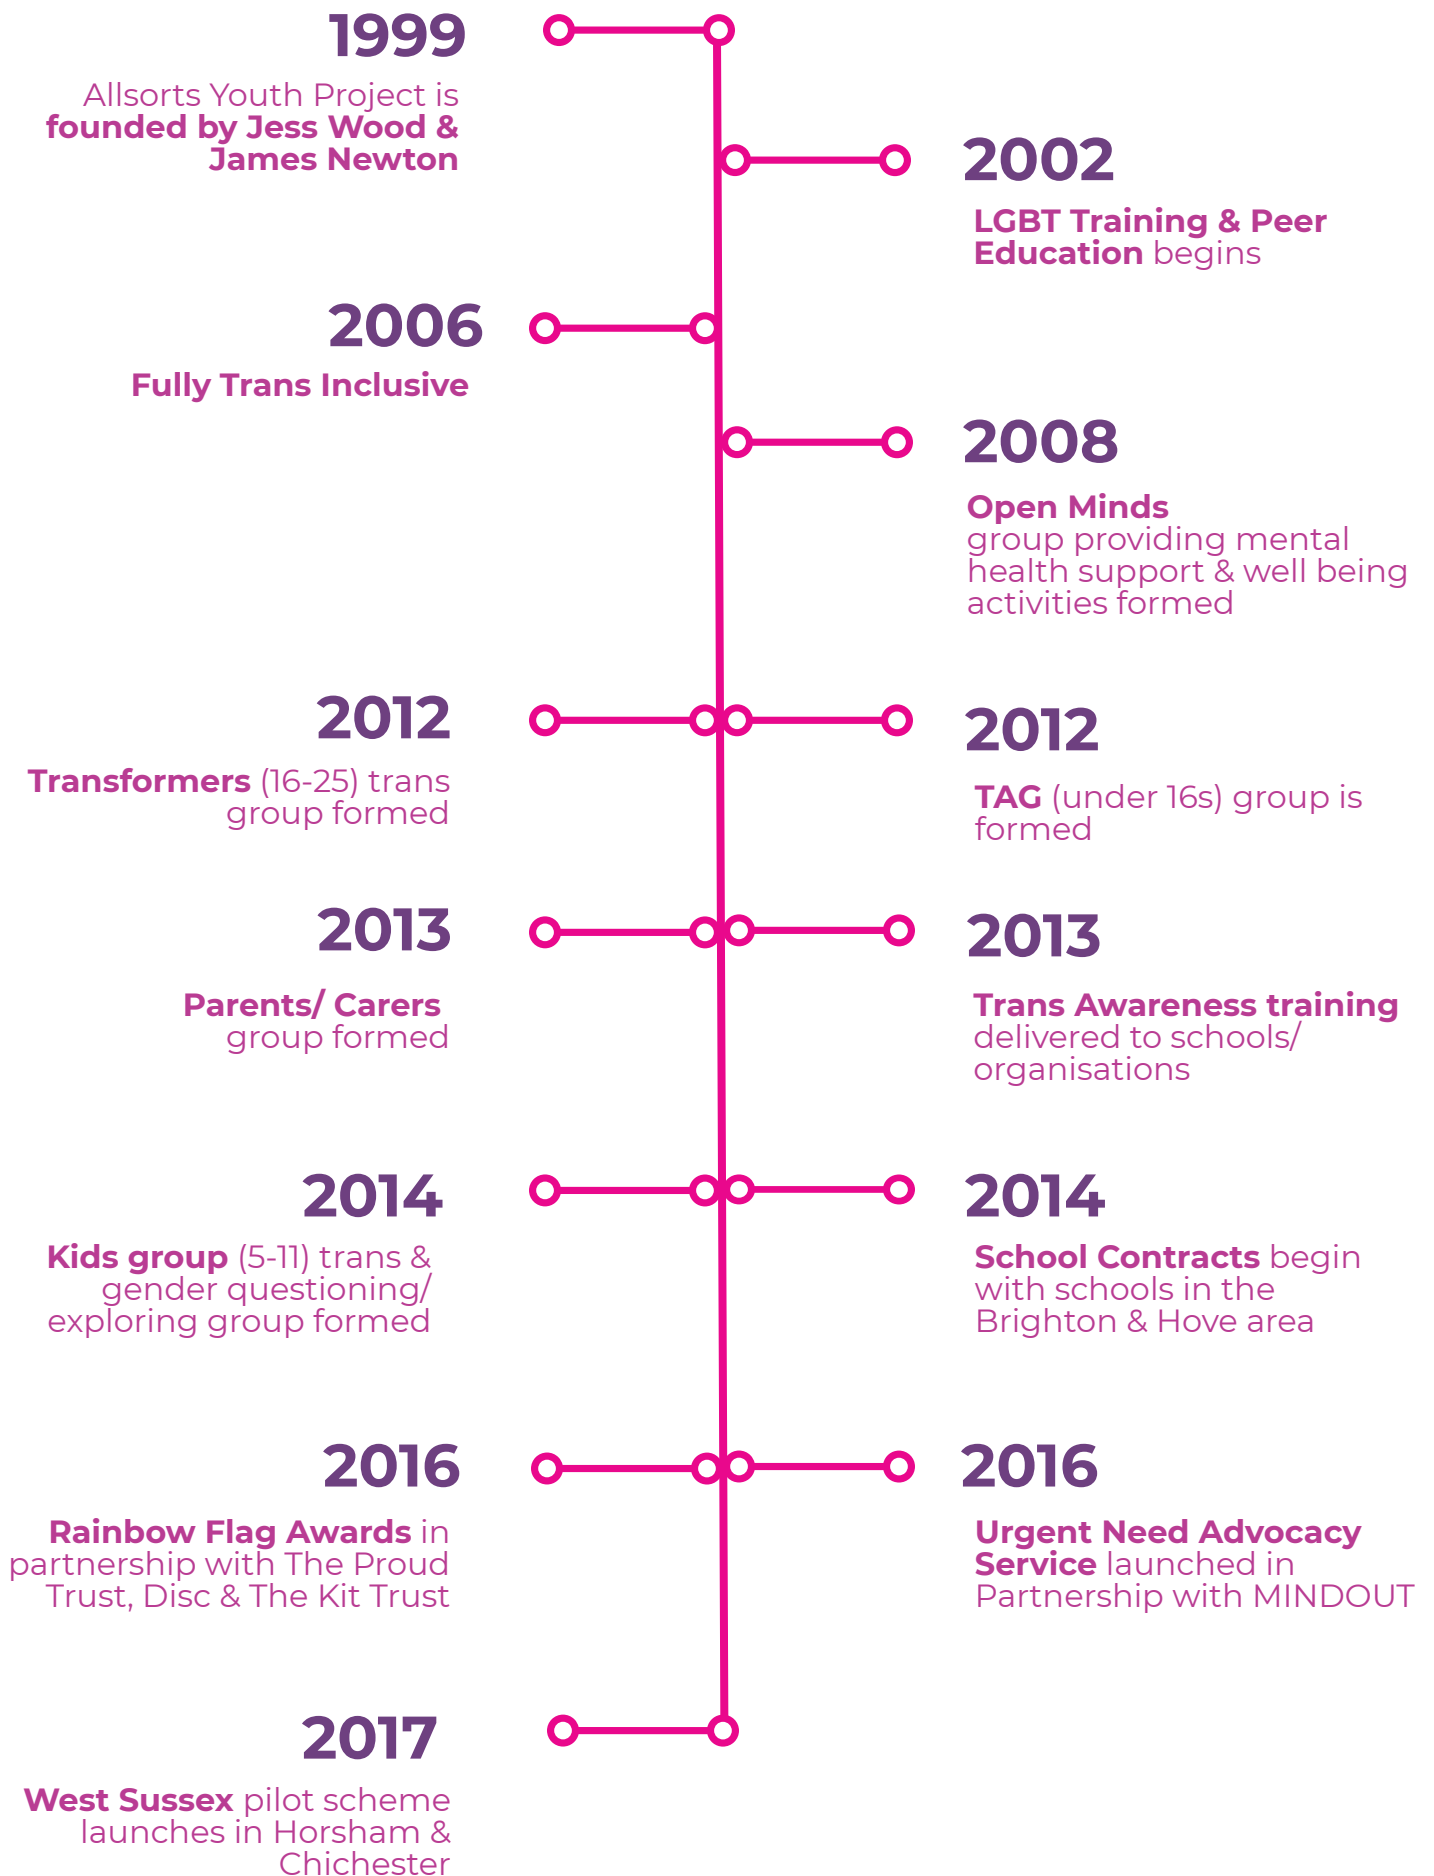 1999
Allsorts Youth Project is
founded by Jess Wood &
James Newton
2002
LGBT Training & Peer
Education begins
2006
Fully Trans Inclusive
2008
Open Minds
group providing mental
health support & well being
activities formed
2012
Transformers (16-25) trans
group formed
2012
TAG (under 16s) group is
formed
2013
Parents/ Carers
group formed
2013
Trans Awareness training
delivered to schools/
organisations
2014
Kids group (5-11) trans &
gender questioning/
exploring group formed
2014
School Contracts begin
with schools in the
Brighton & Hove area
2016
Rainbow Flag Awards in
partnership with The Proud
Trust, Disc & The Kit Trust
2016
Urgent Need Advocacy
Service launched in
Partnership with MINDOUT
2017
West Sussex pilot scheme
launches in Horsham &
Chichester